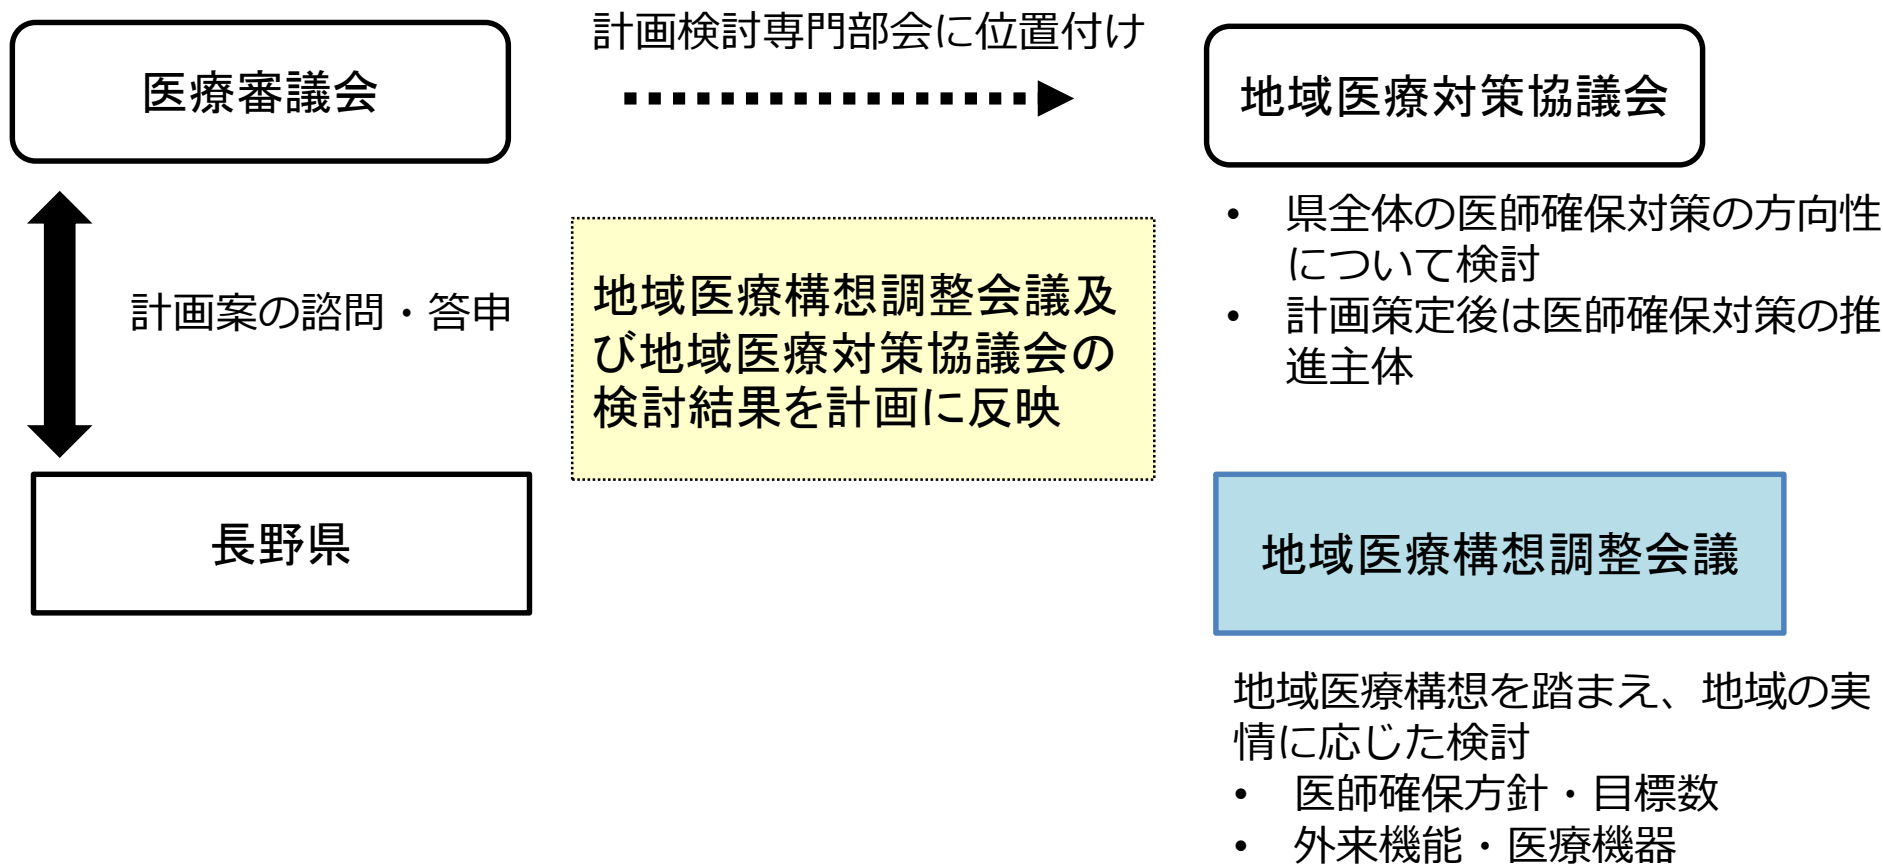 計画検討専門部会に位置付け
医療審議会
地域医療対策協議会
• 県全体の医師確保対策の方向性
について検討
• 計画策定後は医師確保対策の推
進主体
計画案の諮問・答申
地域医療構想調整会議及
び地域医療対策協議会の
検討結果を計画に反映
長野県
地域医療構想調整会議
地域医療構想を踏まえ、地域の実
情に応じた検討
• 医師確保方針・目標数
• 外来機能・医療機器